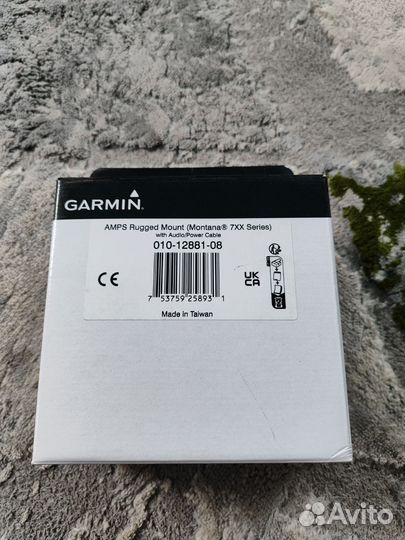 GARMIN
AMPS Rugged Mount (Montana® 7XX Series)
with Audio/Power Cable
010-12881-08
CE
UK
CA
7 53759 25893 1
Made in Taiwan
Avito